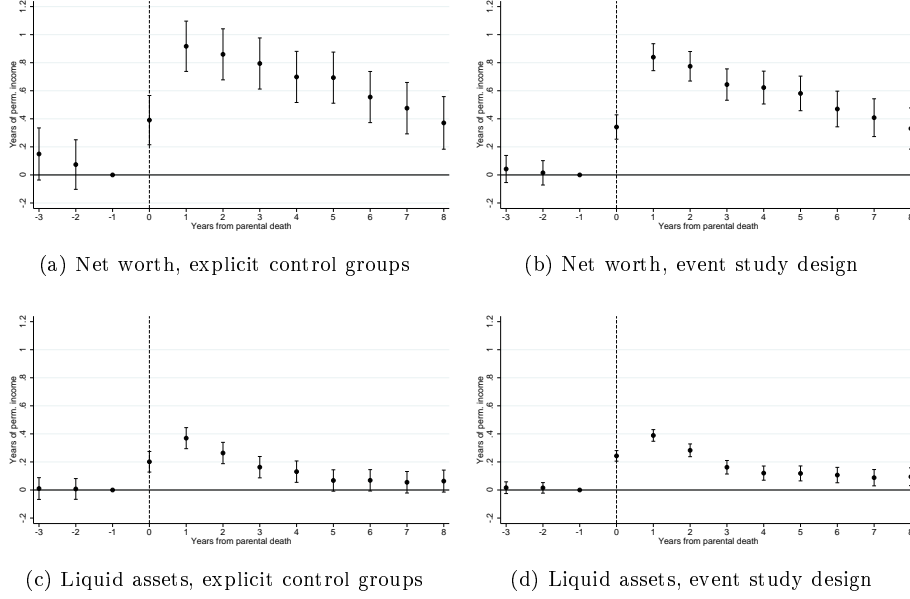 1.2
1
.8
.6
.4
.2
0
-.2
Years of perm. income
-3 -2 -1 0 1 2 3 4 5 6 7 8
Years from parental death
(a) Net worth, explicit control groups
1.2
1
.8
.6
.4
.2
0
-.2
Years of perm. income
-3 -2 -1 0 1 2 3 4 5 6 7 8
Years from parental death
(b) Net worth, event study design
1.2
1
.8
.6
.4
.2
0
-.2
Years of perm. income
-3 -2 -1 0 1 2 3 4 5 6 7 8
Years from parental death
(c) Liquid assets, explicit control groups
1.2
1
.8
.6
.4
.2
0
-.2
Years of perm. income
-3 -2 -1 0 1 2 3 4 5 6 7 8
Years from parental death
(d) Liquid assets, event study design